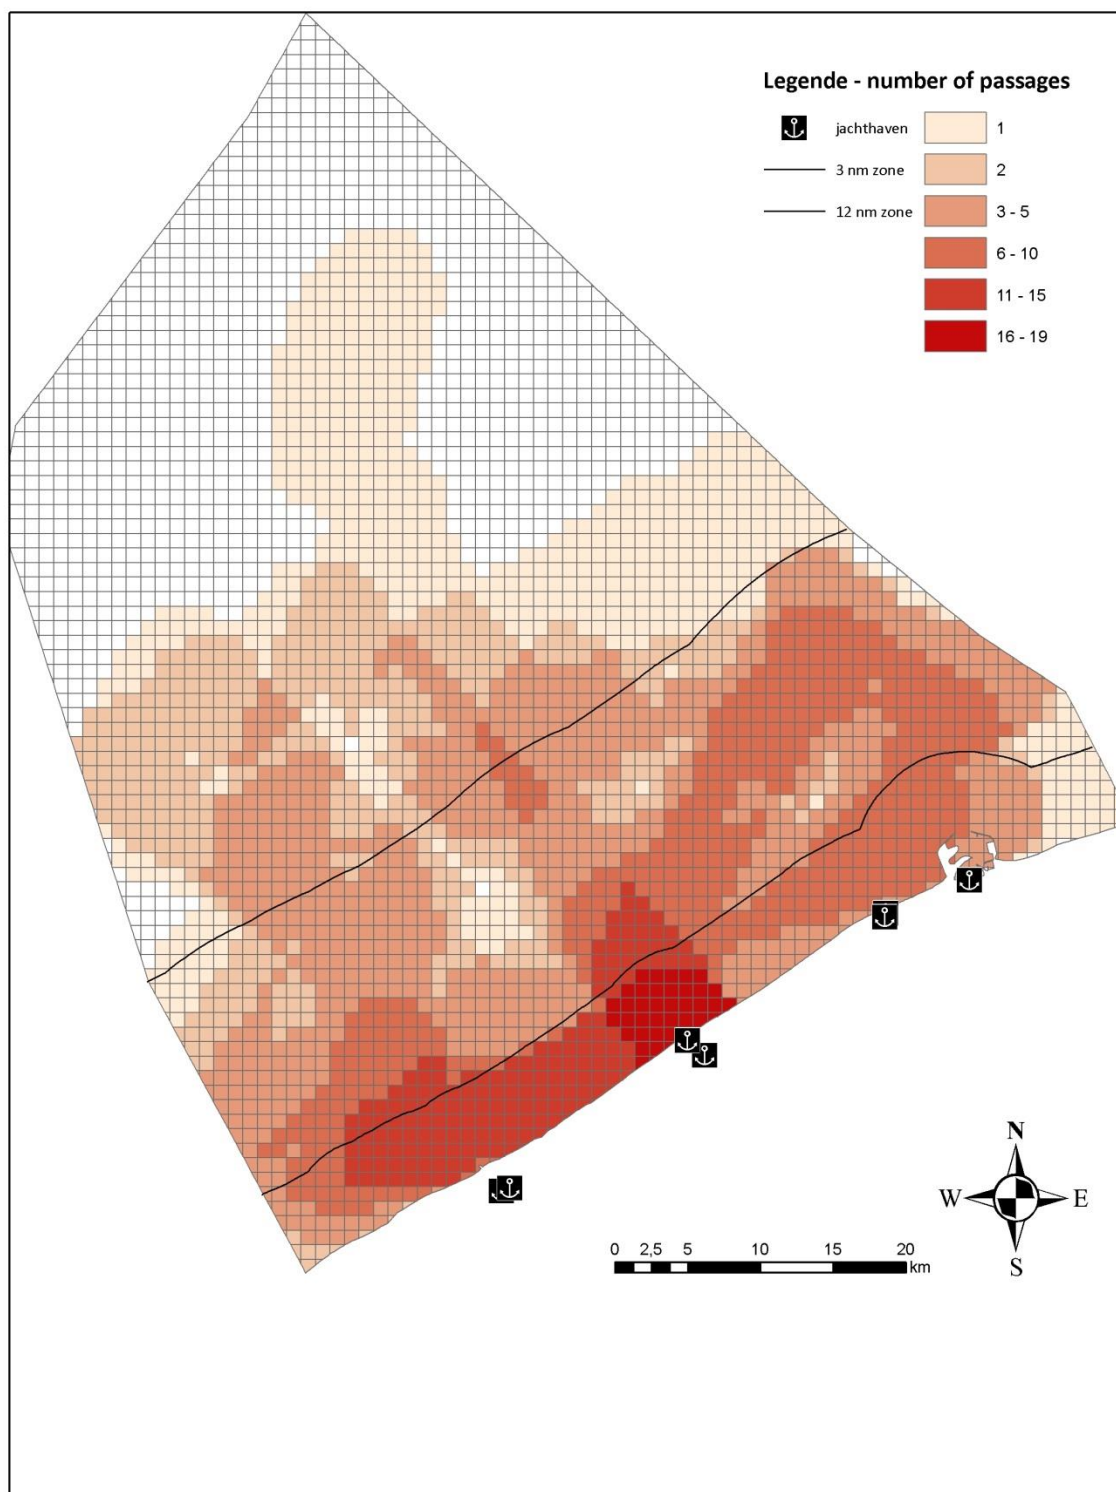 Legende - number of passages
jachthaven
3 nm zone
12 nm zone
1
2
3 - 5
6 - 10
11 - 15
16 - 19
N
W E
S
0 2,5 5 10 15 20
km